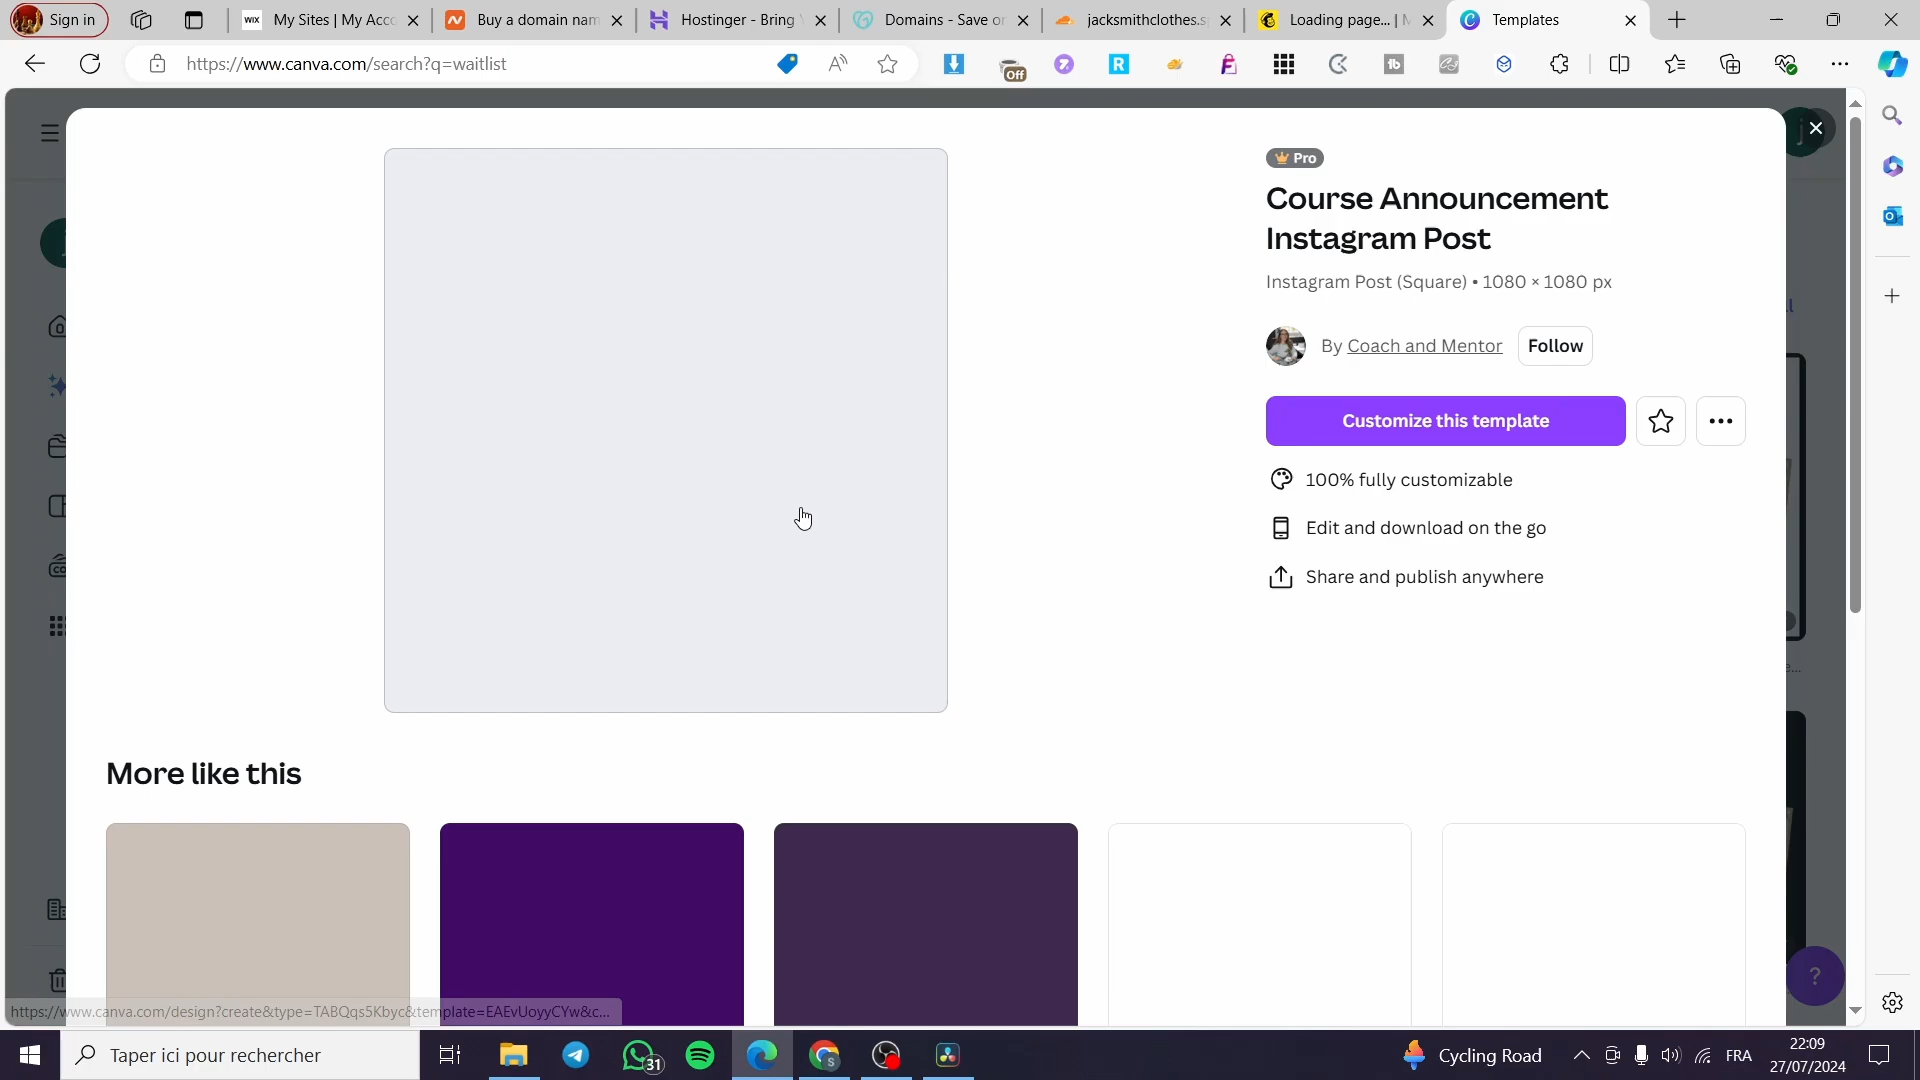 Sign in
WIX My Sites | My Acco
Buy a domain nam
Hostinger - Bring
Domains - Save or
jacksmithclothes.s
Loading page... |
Templates
https://www.canva.com/search?q=waitlist
Off
Pro
Course Announcement
Instagram Post
Instagram Post (Square) • 1080 × 1080 px
By Coach and Mentor
Follow
Customize this template
100% fully customizable
Edit and download on the go
Share and publish anywhere
More like this
?
https://www.canva.com/design?create&type=TABQqs5Kbyc&template=EAEvUoyyCYw&c...
Taper ici pour rechercher
31
Cycling Road
FRA
22:09
27/07/2024